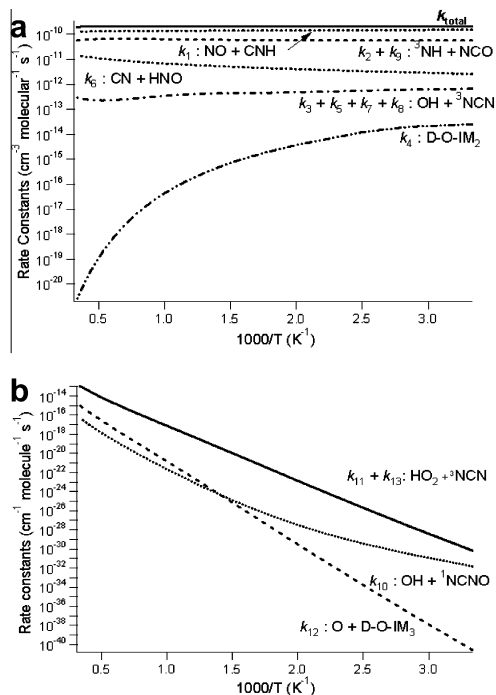 a
k_total
10^-10
k_1 : NO + CNH
k_2 + k_9 : ^3NH + NCO
10^-11
k_6 : CN + HNO
10^-12
k_3 + k_5 + k_7 + k_8 : OH + ^3NCN
10^-13
10^-14
k_4 : D-O-IM_2
10^-15
10^-16
10^-17
10^-18
10^-19
10^-20
Rate Constants (cm^-3 molecular^-1 s^-1)
0.5 1.0 1.5 2.0 2.5 3.0
1000/T (K^-1)
b
10^-14
10^-16
10^-18
10^-20
10^-22
k_11 + k_13 : HO_2 + ^3NCN
10^-24
10^-26
10^-28
10^-30
10^-32
k_10 : OH + ^1NCNO
10^-34
10^-36
10^-38
k_12 : O + D-O-IM_3
10^-40
Rate constants (cm^-1 molecule^-1 s^-1)
0.5 1.0 1.5 2.0 2.5 3.0
1000/T (K^-1)